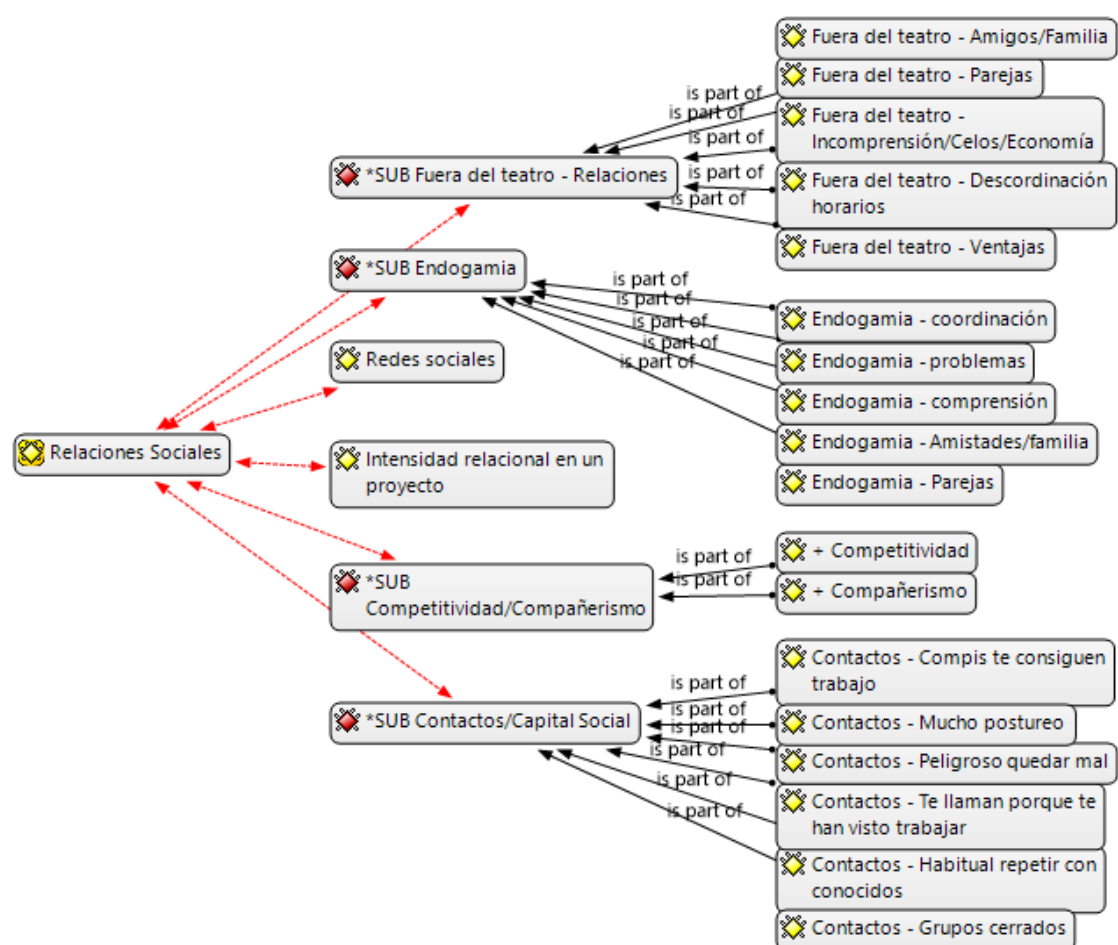 Fuera del teatro - Amigos/Familia
Fuera del teatro - Parejas
is part of
is part of
Fuera del teatro -
Incomprensión/Celos/Economía
is part of
*SUB Fuera del teatro - Relaciones
is part of
Fuera del teatro - Descordinación
horarios
is part of
Fuera del teatro - Ventajas
*SUB Endogamia
is part of
is part of
Endogamia - coordinación
is part of
is part of
Endogamia - problemas
is part of
Redes sociales
Endogamia - comprensión
Endogamia - Amistades/familia
Relaciones Sociales
Intensidad relacional en un
proyecto
Endogamia - Parejas
is part of
+ Competitividad
*SUB
Competitividad/Compañerismo
is part of
+ Compañerismo
Contactos - Compis te consiguen
trabajo
is part of
*SUB Contactos/Capital Social
is part of
Contactos - Mucho postureo
is part of
is part of
Contactos - Peligroso quedar mal
is part of
Contactos - Te llaman porque te
han visto trabajar
is part of
Contactos - Habitual repetir con
conocidos
Contactos - Grupos cerrados